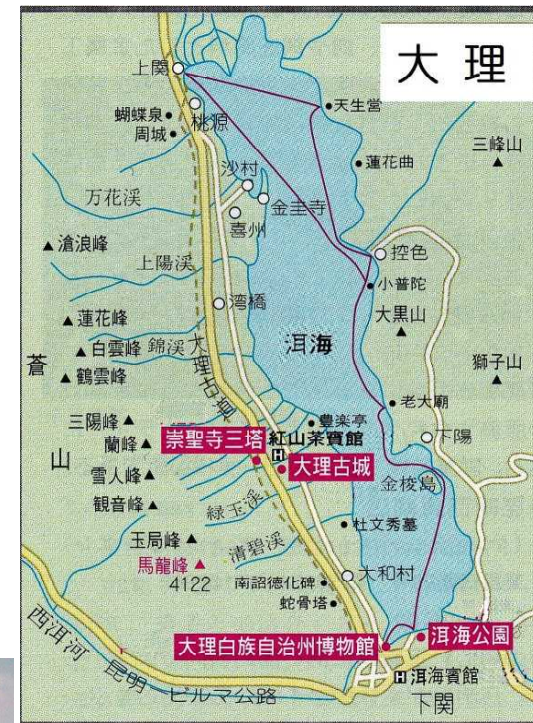 大理
上関
天生営
蝴蝶泉
桃源
周城
蓮花曲
三峰山
沙村
万花渓
金圭寺
喜州
滄浪峰
控色
上陽渓
小普陀
湾橋
大黒山
蓮花峰
洱海
白雲峰
錦渓
大理古道
獅子山
蒼山
鶴雲峰
老大廟
三陽峰
豊楽亭
崇聖寺三塔
紅山茶賓館
下陽
蘭峰
H
大理古城
雪人峰
金梭島
観音峰
緑玉渓
杜文秀墓
玉局峰
清碧渓
馬龍峰
4122
大和村
南詔徳化碑
蛇骨塔
大理白族自治州博物館
洱海公園
西洱河
昆明
ビルマ公路
H洱海賓館
下関